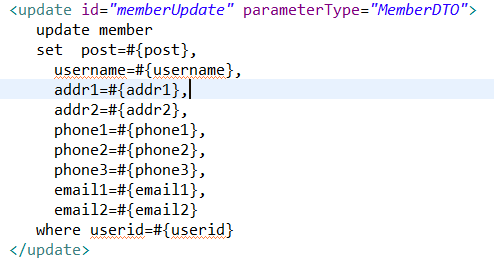 <update id="memberUpdate" parameterType="MemberDTO">
update member
set  post=#{post},
username=#{username},
addr1=#{addr1},
addr2=#{addr2},
phone1=#{phone1},
phone2=#{phone2},
phone3=#{phone3},
email1=#{email1},
email2=#{email2}
where userid=#{userid}
</update>